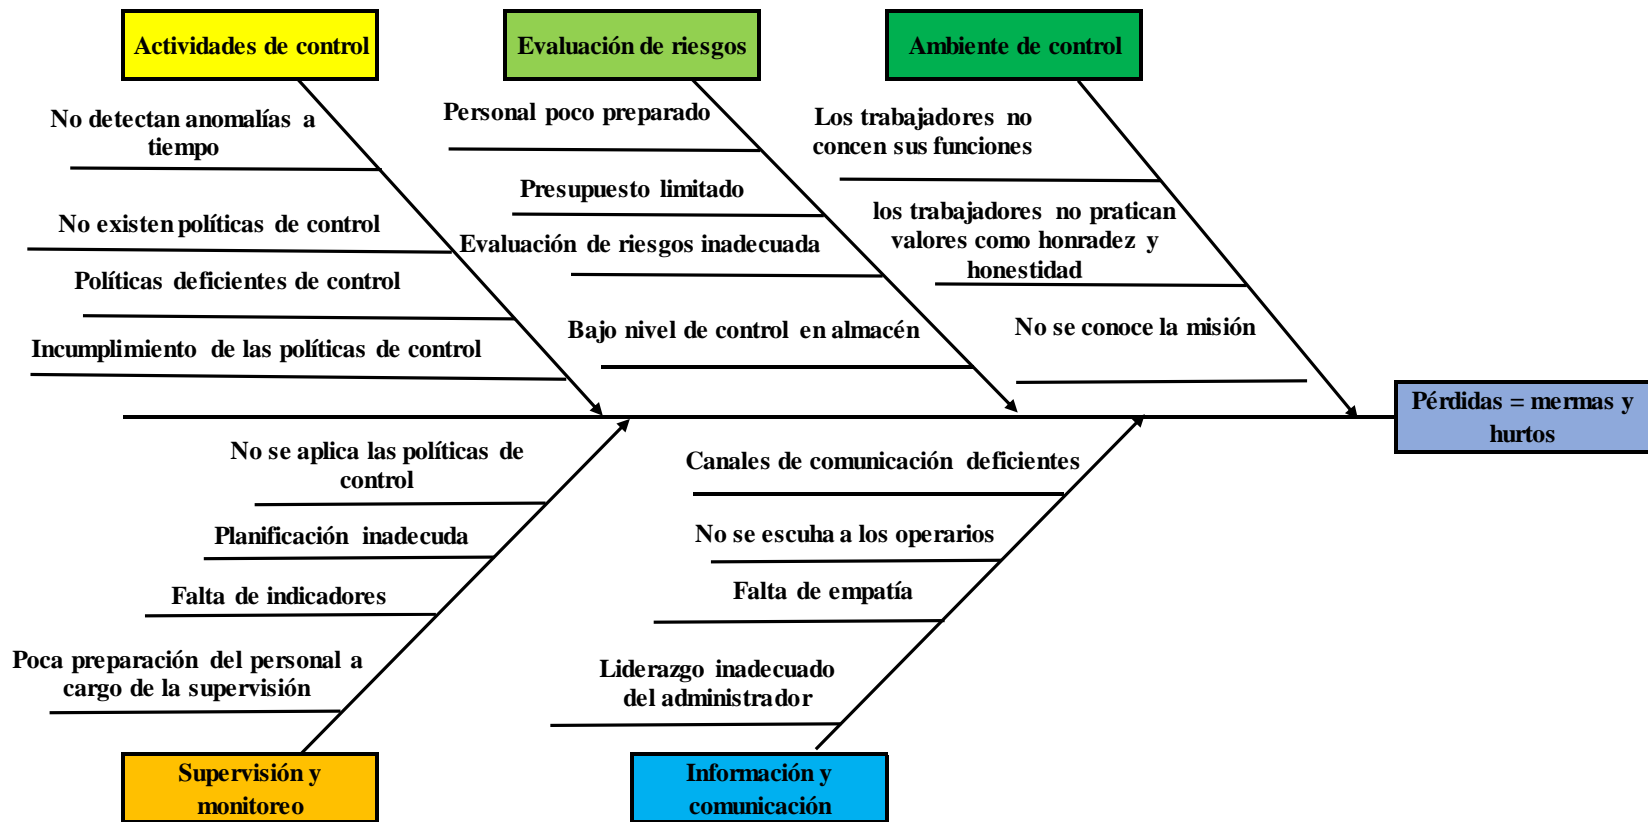 Actividades de control
Evaluación de riesgos
Ambiente de control
No detectan anomalías a
tiempo
No existen políticas de control
Políticas deficientes de control
Incumplimiento de las políticas de control
Personal poco preparado
Presupuesto limitado
Evaluación de riesgos inadecuada
Bajo nivel de control en almacén
Los trabajadores no
concen sus funciones
los trabajadores no pratican
valores como honradez y
honestidad
No se conoce la misión
Pérdidas = mermas y
hurtos
No se aplica las políticas de
control
Planificación inadecuda
Falta de indicadores
Poca preparación del personal a
cargo de la supervisión
Canales de comunicación deficientes
No se escuha a los operarios
Falta de empatía
Liderazgo inadecuado
del administrador
Supervisión y
monitoreo
Información y
comunicación